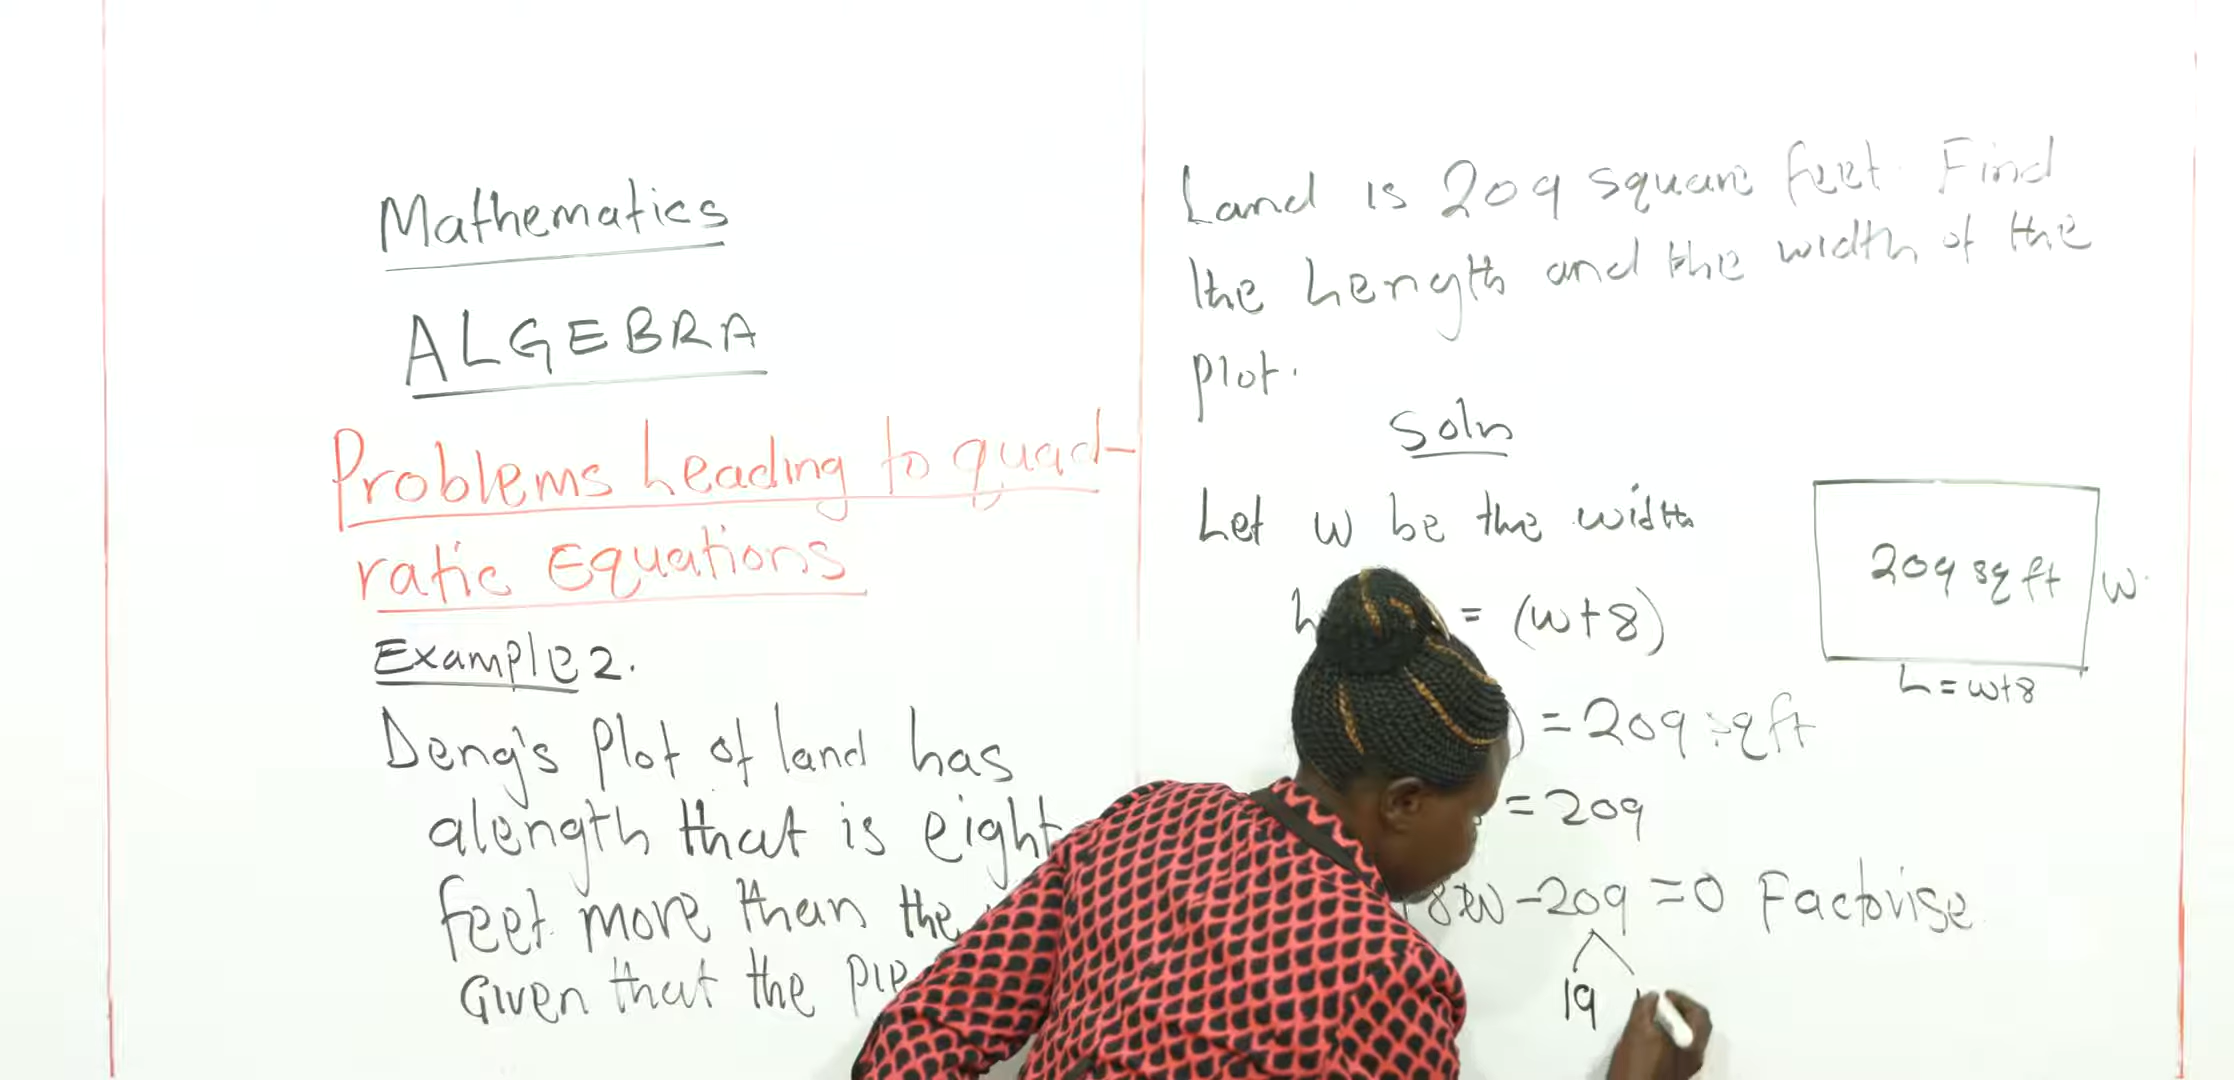 Mathematics
ALGEBRA
Problems Leading to quad-
ratic Equations
Example 2.
Deng's Plot of land has
alength that is eight
feet more than the
Given that the
Land is 209 square feet. Find
the Length and the width of the
plot.
Soln
Let w be the width
= (w+8)
209 sq ft
w
L = w+8
) = 209 sq ft
= 209
8w - 209 = 0 Factorise
19